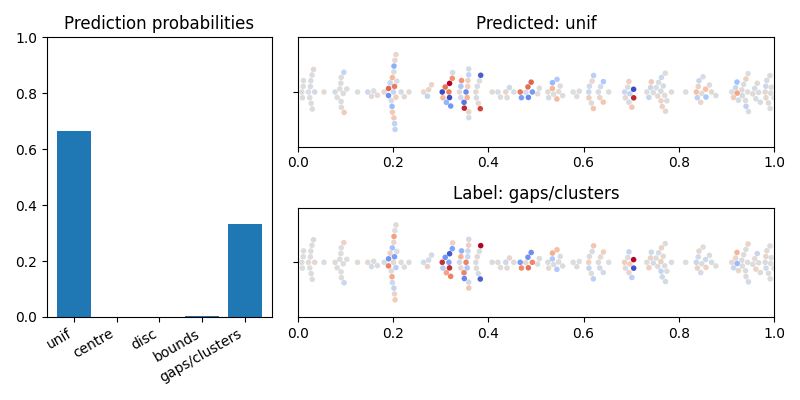 Prediction probabilities
1.0
0.8
0.6
0.4
0.2
0.0
unif
centre
disc
bounds
gaps/clusters
Predicted: unif
0.0 0.2 0.4 0.6 0.8 1.0
Label: gaps/clusters
0.0 0.2 0.4 0.6 0.8 1.0